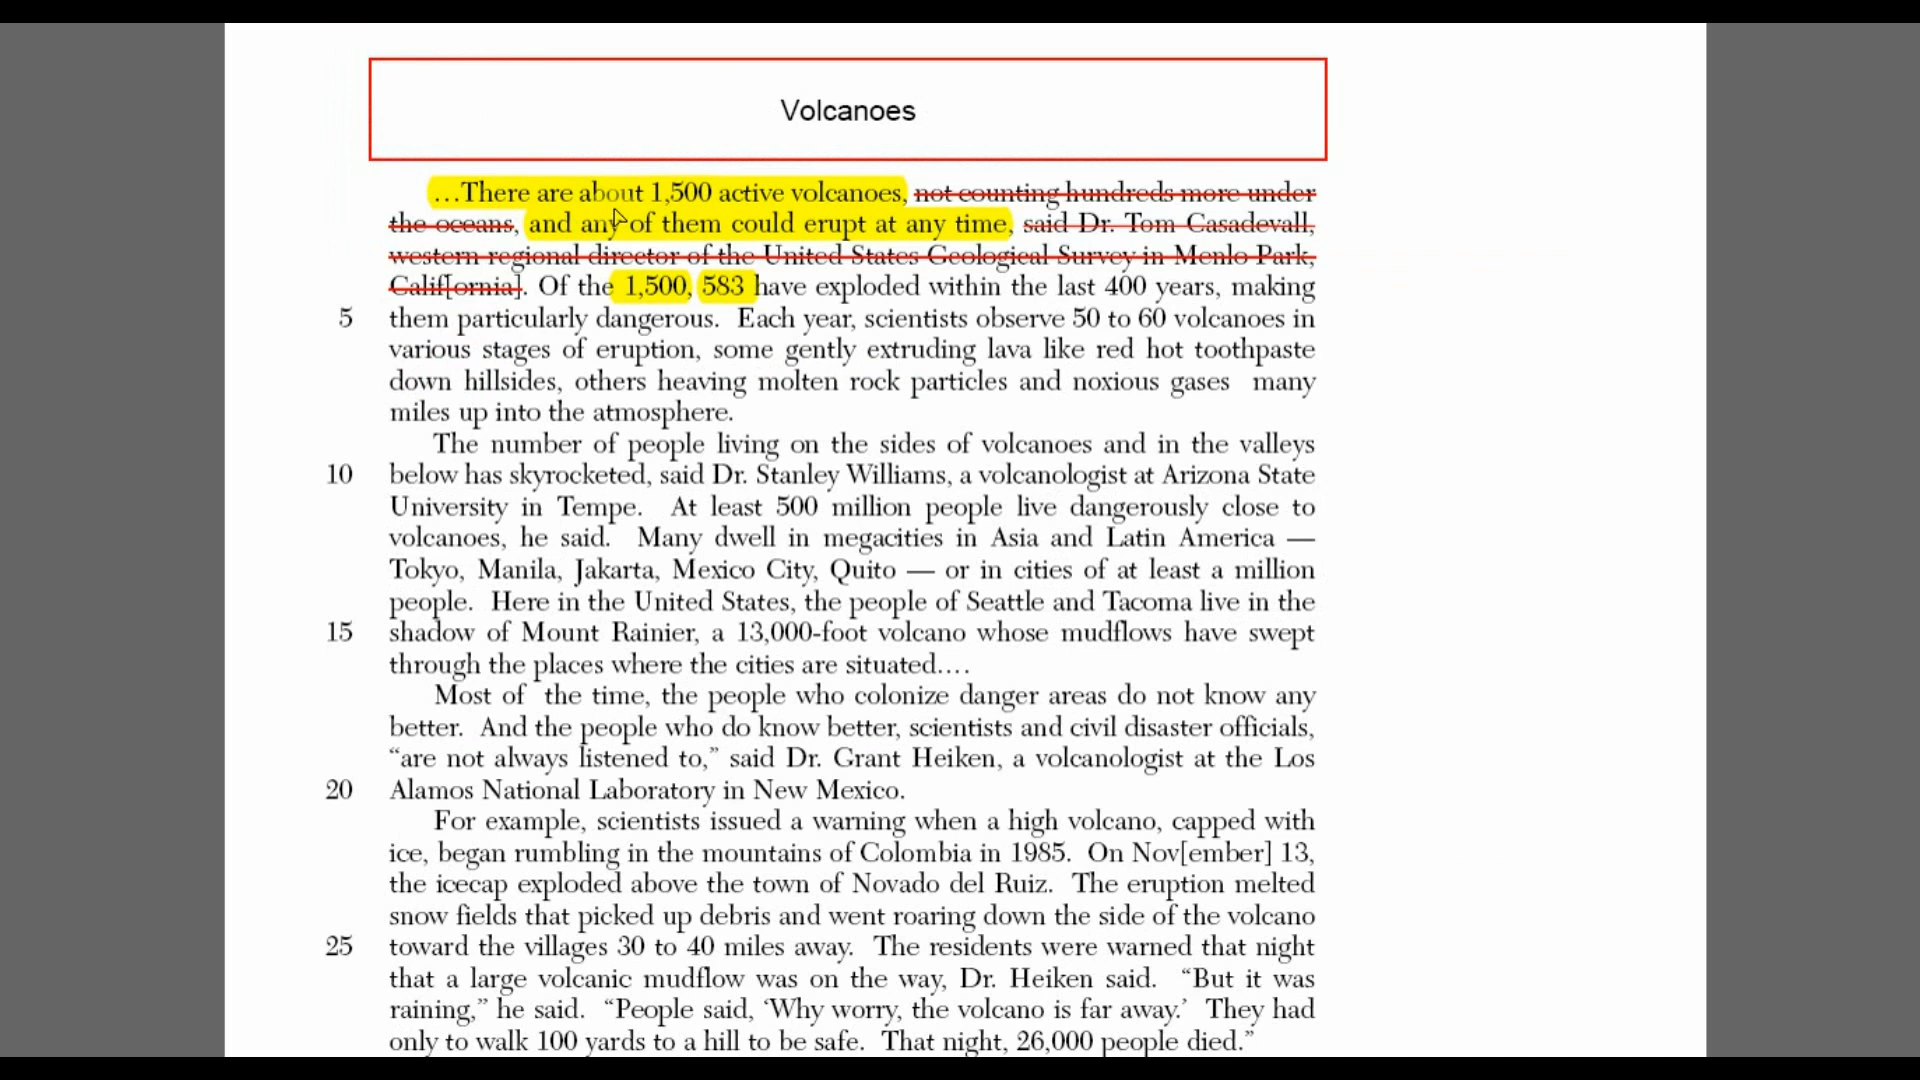 Volcanoes
…There are about 1,500 active volcanoes, not counting hundreds more under
the oceans, and any of them could erupt at any time, said Dr. Tom Casadevall,
western regional director of the United States Geological Survey in Menlo Park,
Calif[ornia]. Of the 1,500, 583 have exploded within the last 400 years, making
5 them particularly dangerous. Each year, scientists observe 50 to 60 volcanoes in
various stages of eruption, some gently extruding lava like red hot toothpaste
down hillsides, others heaving molten rock particles and noxious gases many
miles up into the atmosphere.
The number of people living on the sides of volcanoes and in the valleys
10 below has skyrocketed, said Dr. Stanley Williams, a volcanologist at Arizona State
University in Tempe. At least 500 million people live dangerously close to
volcanoes, he said. Many dwell in megacities in Asia and Latin America —
Tokyo, Manila, Jakarta, Mexico City, Quito — or in cities of at least a million
people. Here in the United States, the people of Seattle and Tacoma live in the
15 shadow of Mount Rainier, a 13,000-foot volcano whose mudflows have swept
through the places where the cities are situated….
Most of the time, the people who colonize danger areas do not know any
better. And the people who do know better, scientists and civil disaster officials,
“are not always listened to,” said Dr. Grant Heiken, a volcanologist at the Los
20 Alamos National Laboratory in New Mexico.
For example, scientists issued a warning when a high volcano, capped with
ice, began rumbling in the mountains of Colombia in 1985. On Nov[ember] 13,
the icecap exploded above the town of Novado del Ruiz. The eruption melted
snow fields that picked up debris and went roaring down the side of the volcano
25 toward the villages 30 to 40 miles away. The residents were warned that night
that a large volcanic mudflow was on the way, Dr. Heiken said. “But it was
raining,” he said. “People said, ‘Why worry, the volcano is far away.’ They had
only to walk 100 yards to a hill to be safe. That night, 26,000 people died.”